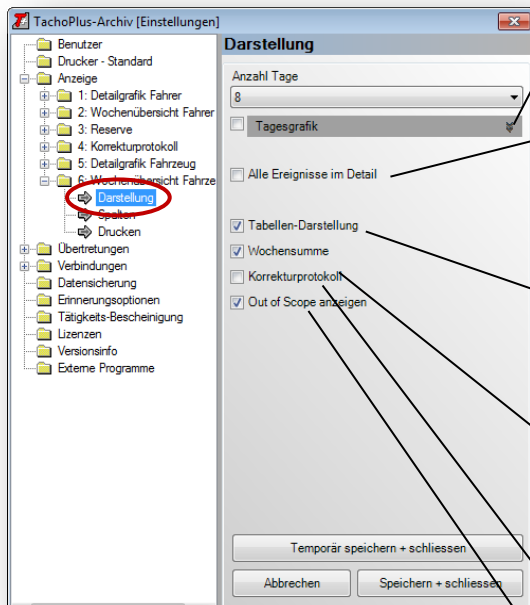 TachoPlus-Archiv [Einstellungen]
Benutzer
Drucker - Standard
Anzeige
1: Detailgrafik Fahrer
2: Wochenübersicht Fahrer
3: Reserve
4: Korrekturprotokoll
5: Detailgrafik Fahrzeug
6: Wochenübersicht Fahrze
Darstellung
Spalten
Drucken
Übertretungen
Verbindungen
Datensicherung
Erinnerungsoptionen
Tätigkeits-Bescheinigung
Lizenzen
Versionsinfo
Externe Programme
Darstellung
Anzahl Tage
8
Tagesgrafik
Alle Ereignisse im Detail
Tabellen-Darstellung
Wochensumme
Korrekturprotokoll
Out of Scope anzeigen
Temporär speichern + schliessen
Abbrechen
Speichern + schliessen